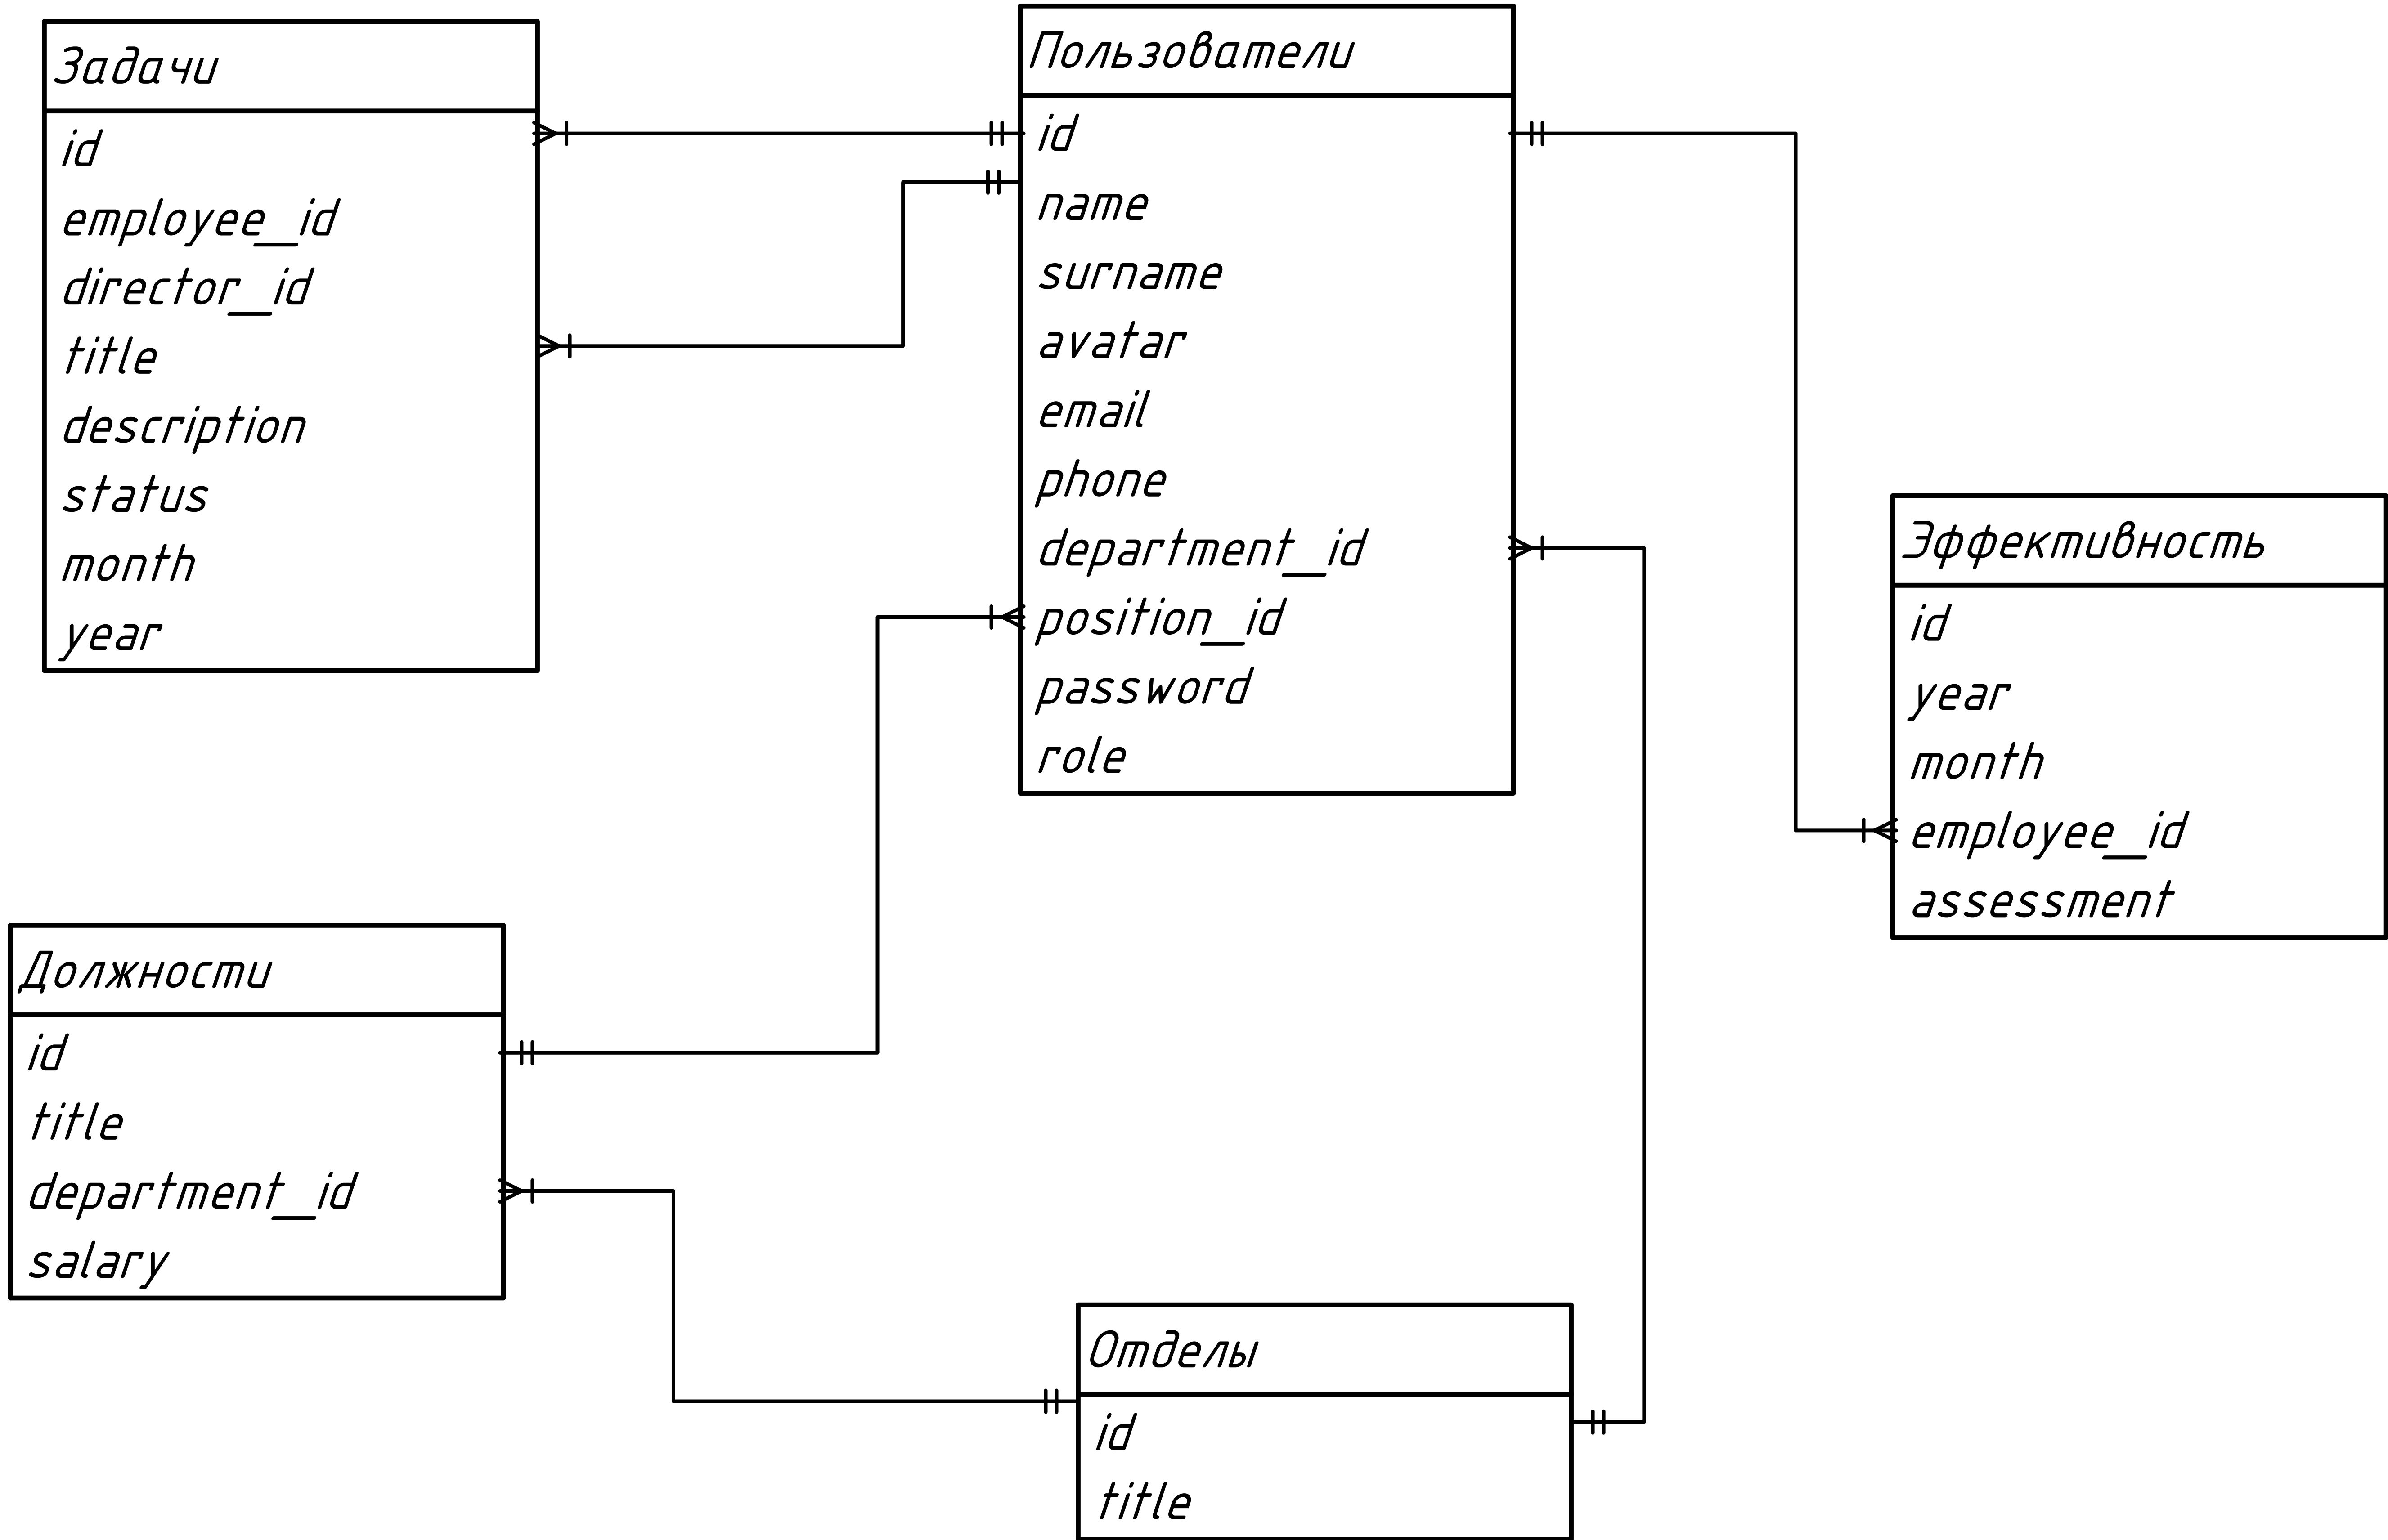 Задачи
id
employee_id
director_id
title
description
status
month
year
Пользователи
id
name
surname
avatar
email
phone
department_id
position_id
password
role
Эффективность
id
year
month
employee_id
assessment
Должности
id
title
department_id
salary
Отделы
id
title